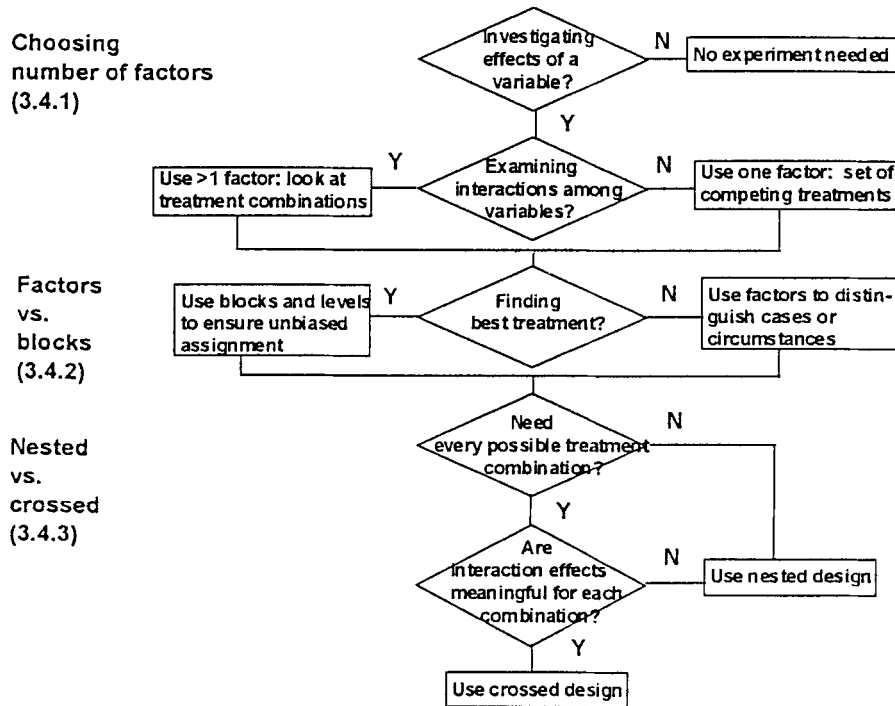 Choosing
number of factors
(3.4.1)
Investigating
effects of a
variable?
N
No experiment needed
Y
Y
Examining
interactions among
variables?
N
Use >1 factor: look at
treatment combinations
Use one factor: set of
competing treatments
Factors
vs.
blocks
(3.4.2)
Use blocks and levels
to ensure unbiased
assignment
Y
Finding
best treatment?
N
Use factors to distin-
guish cases or
circumstances
Nested
vs.
crossed
(3.4.3)
Need
every possible treatment
combination?
N
Y
Are
interaction effects
meaningful for each
combination?
N
Use nested design
Y
Use crossed design